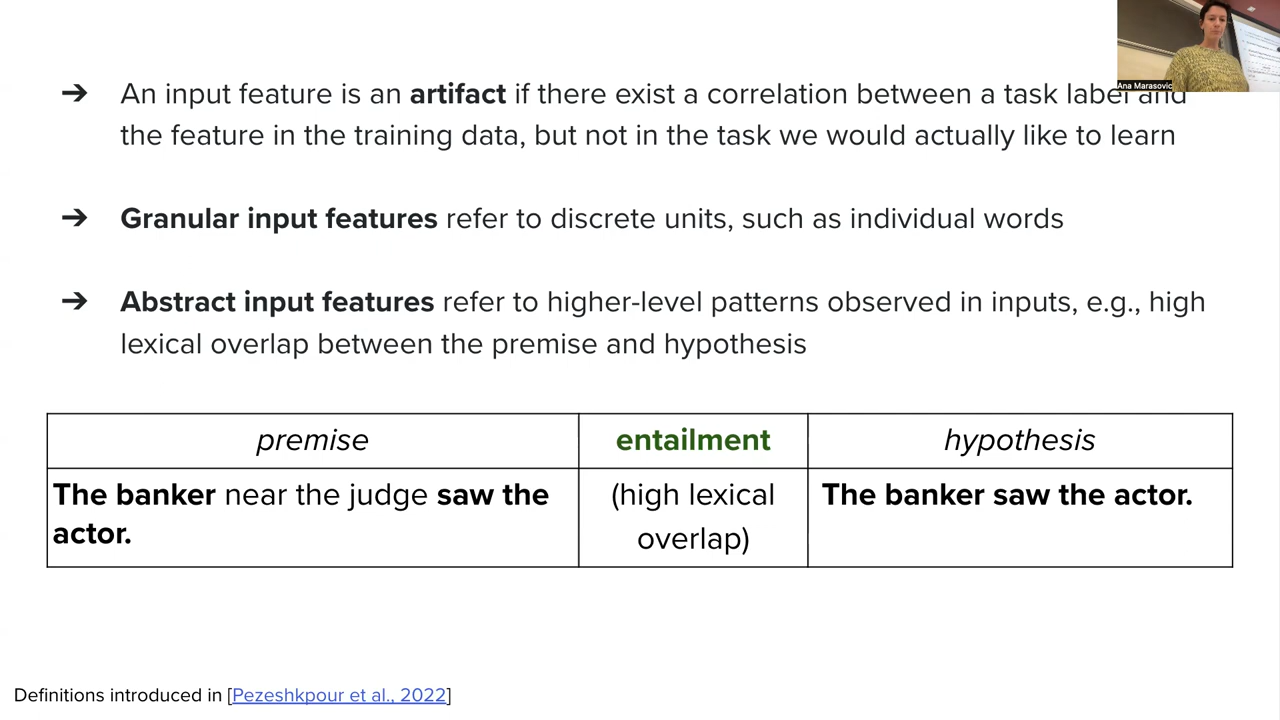 Ana Marasovic
➔ An input feature is an artifact if there exist a correlation between a task label and
the feature in the training data, but not in the task we would actually like to learn
➔ Granular input features refer to discrete units, such as individual words
➔ Abstract input features refer to higher-level patterns observed in inputs, e.g., high
lexical overlap between the premise and hypothesis
premise entailment hypothesis
The banker near the judge saw the (high lexical The banker saw the actor.
actor. overlap)
Definitions introduced in [Pezeshkpour et al., 2022]